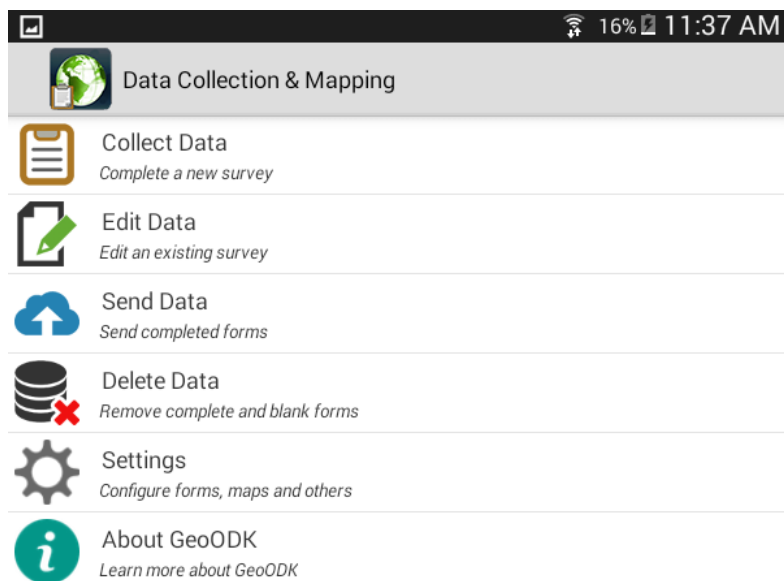 16% 11:37 AM
Data Collection & Mapping
Collect Data
Complete a new survey
Edit Data
Edit an existing survey
Send Data
Send completed forms
Delete Data
Remove complete and blank forms
Settings
Configure forms, maps and others
About GeoODK
Learn more about GeoODK